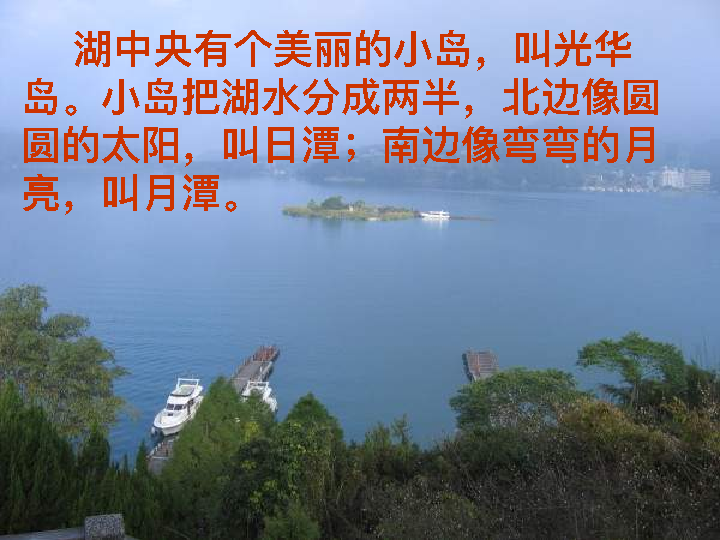 湖中央有个美丽的小岛，叫光华
岛。小岛把湖水分成两半，北边像圆
圆的太阳，叫日潭；南边像弯弯的月
亮，叫月潭。